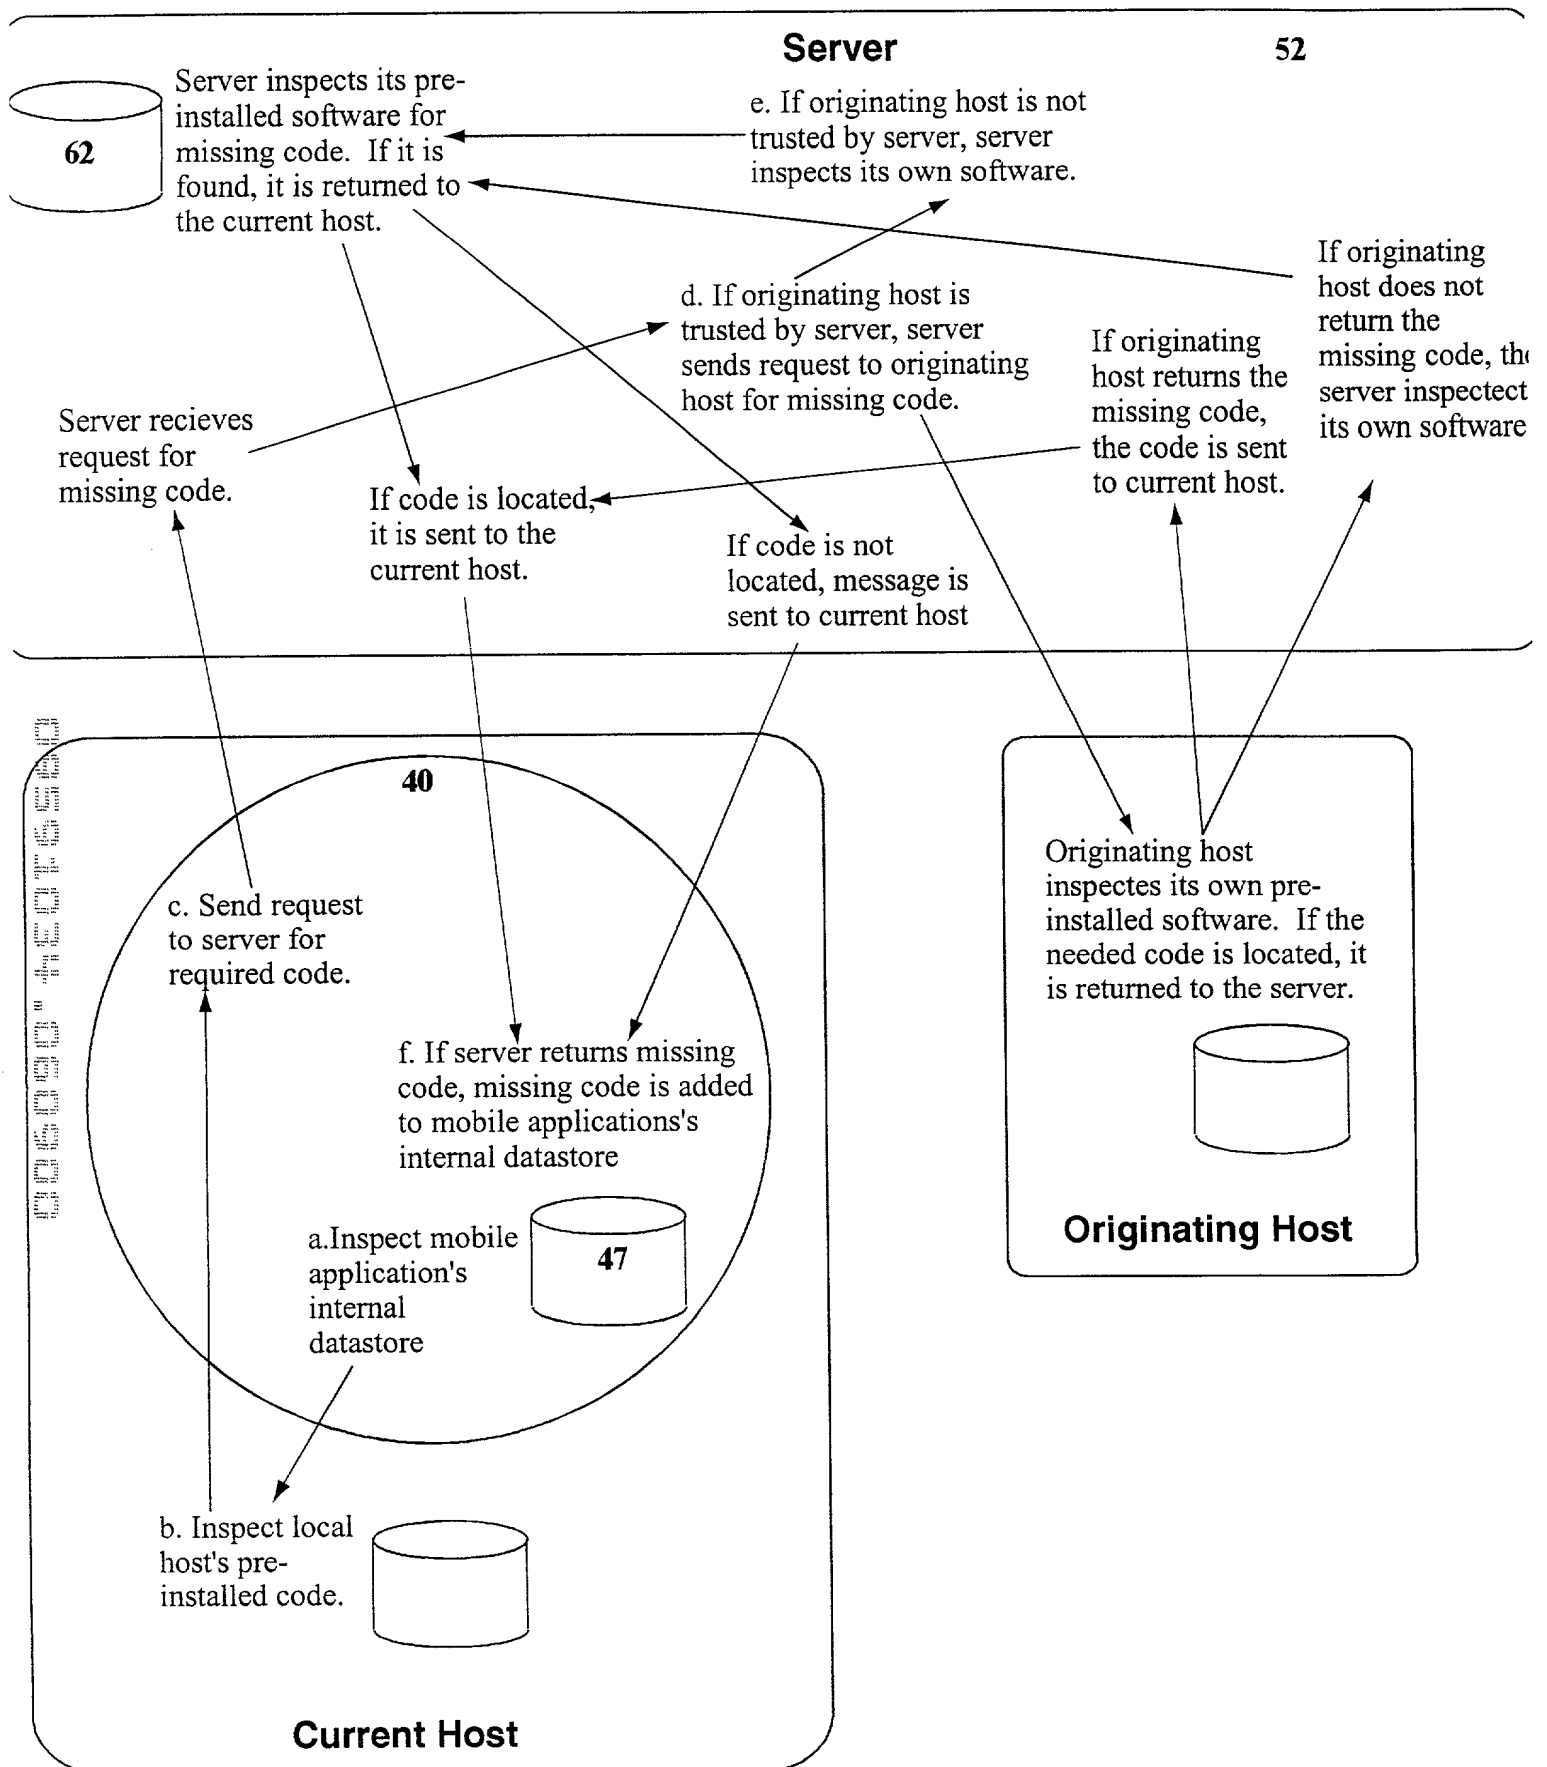 Server
52
62
Server inspects its pre-
installed software for
missing code. If it is
found, it is returned to
the current host.
e. If originating host is not
trusted by server, server
inspects its own software.
d. If originating host is
trusted by server, server
sends request to originating
host for missing code.
If originating
host returns the
missing code,
the code is sent
to current host.
If originating
host does not
return the
missing code, the
server inspectect
its own software
Server recieves
request for
missing code.
If code is located,
it is sent to the
current host.
If code is not
located, message is
sent to current host
40
c. Send request
to server for
required code.
f. If server returns missing
code, missing code is added
to mobile applications's
internal datastore
a.Inspect mobile
application's
internal
datastore
47
b. Inspect local
host's pre-
installed code.
Current Host
Originating host
inspectes its own pre-
installed software. If the
needed code is located, it
is returned to the server.
Originating Host